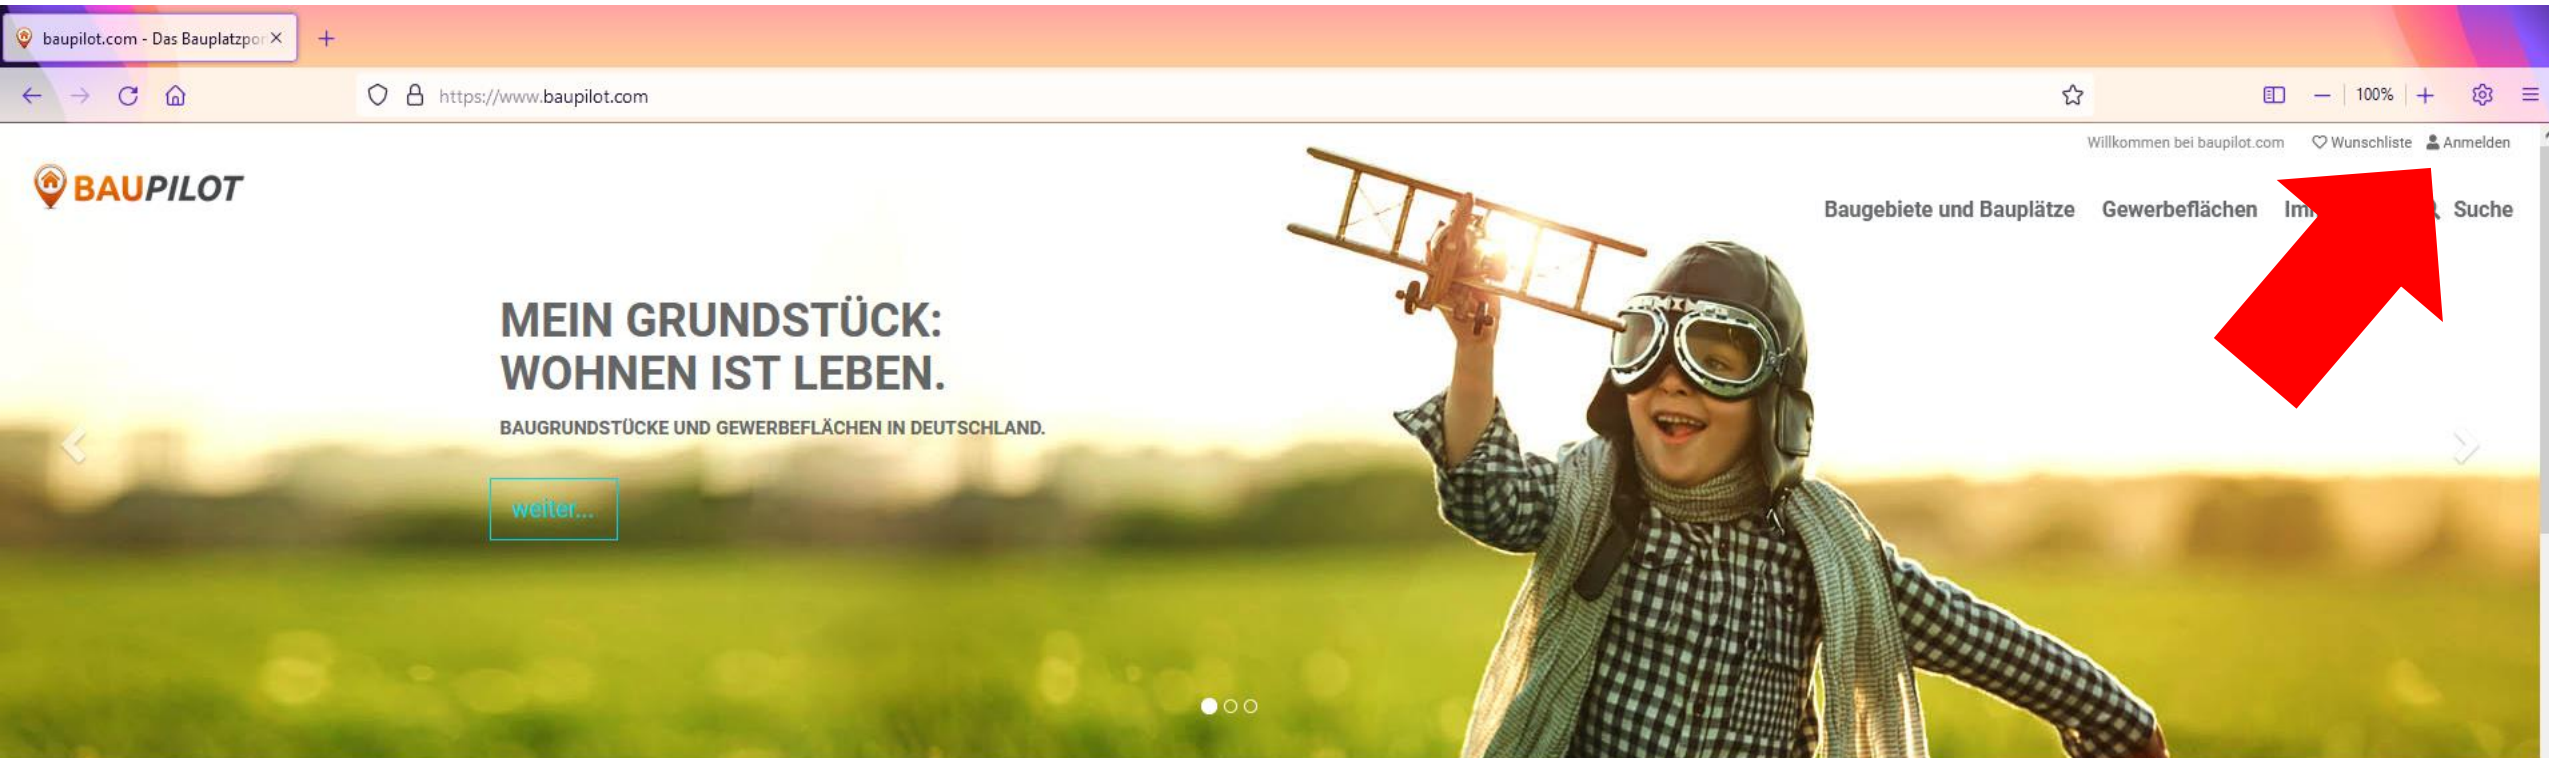 baupilot.com - Das Bauplatzpor
https://www.baupilot.com
100%
Willkommen bei baupilot.com Wunschliste Anmelden
BAUPILOT
Baugebiete und Bauplätze Gewerbeflächen Suche
MEIN GRUNDSTÜCK:
WOHNEN IST LEBEN.
BAUGRUNDSTÜCKE UND GEWERBEFLÄCHEN IN DEUTSCHLAND.
weiter...